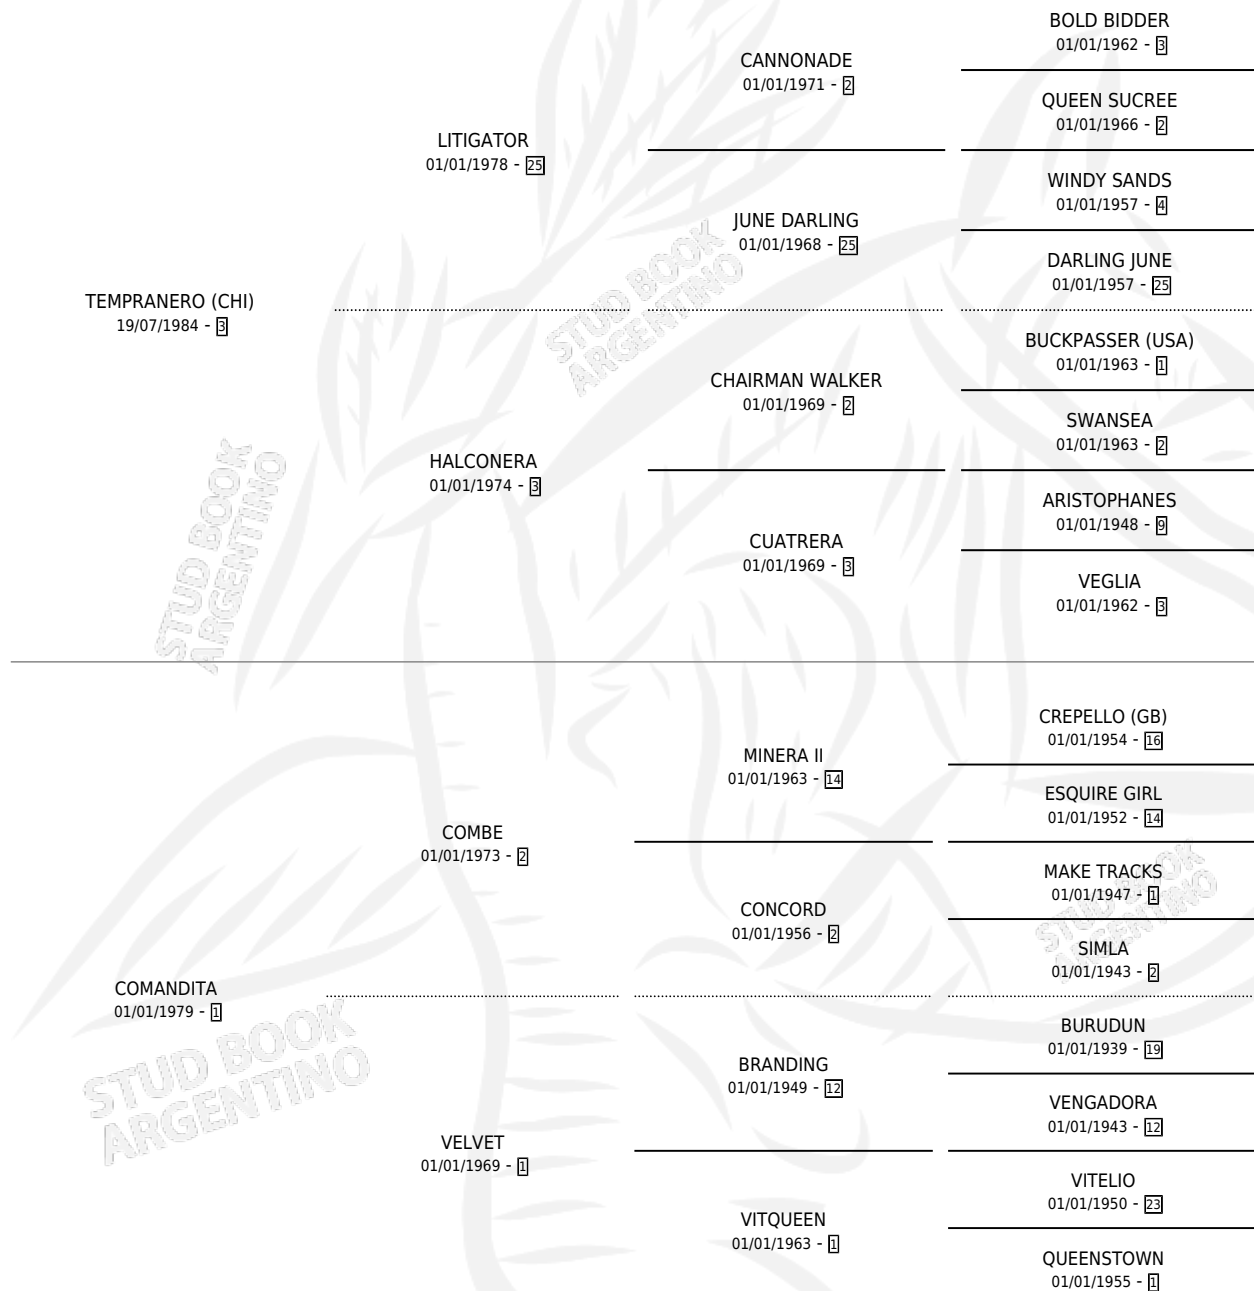 BOLD BIDDER
01/01/1962 - 3
CANNONADE
01/01/1971 - 2
QUEEN SUCREE
01/01/1966 - 2
LITIGATOR
01/01/1978 - 25
WINDY SANDS
01/01/1957 - 4
JUNE DARLING
01/01/1968 - 25
DARLING JUNE
01/01/1957 - 25
TEMPRANERO (CHI)
19/07/1984 - 3
STUD BOOK
ARGENTINO
BUCKPASSER (USA)
01/01/1963 - 1
CHAIRMAN WALKER
01/01/1969 - 2
SWANSEA
01/01/1963 - 2
HALCONERA
01/01/1974 - 3
ARISTOPHANES
01/01/1948 - 9
CUATRERA
01/01/1969 - 3
VEGLIA
01/01/1962 - 3
STUD BOOK
ARGENTINO
CREPELLO (GB)
01/01/1954 - 16
MINERA II
01/01/1963 - 14
ESQUIRE GIRL
01/01/1952 - 14
COMBE
01/01/1973 - 2
MAKE TRACKS
01/01/1947 - 1
CONCORD
01/01/1956 - 2
STUD BOOK
ARGENTINO
SIMLA
01/01/1943 - 2
COMANDITA
01/01/1979 - 1
STUD BOOK
ARGENTINO
BURUDUN
01/01/1939 - 19
BRANDING
01/01/1949 - 12
VENGADORA
01/01/1943 - 12
VELVET
01/01/1969 - 1
VITELIO
01/01/1950 - 23
VITQUEEN
01/01/1963 - 1
QUEENSTOWN
01/01/1955 - 1